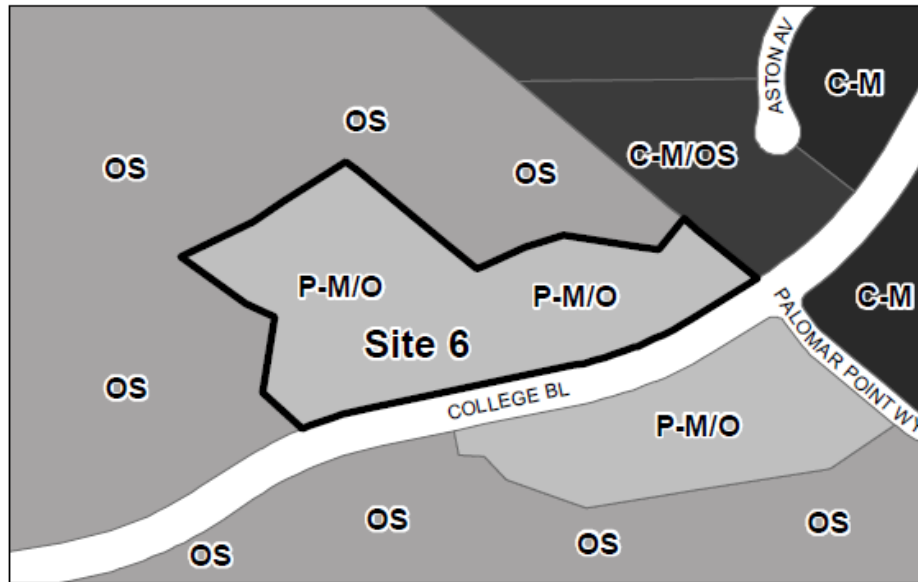 ASTON AV
C-M
OS
C-M/OS
OS
OS
P-M/O
P-M/O
C-M
PALOMAR POINT WY
Site 6
OS
COLLEGE BL
P-M/O
OS
OS
OS
OS